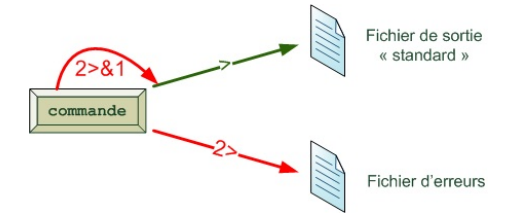 Fichier de sortie
« standard »
2>&1
>
commande
2>
Fichier d'erreurs